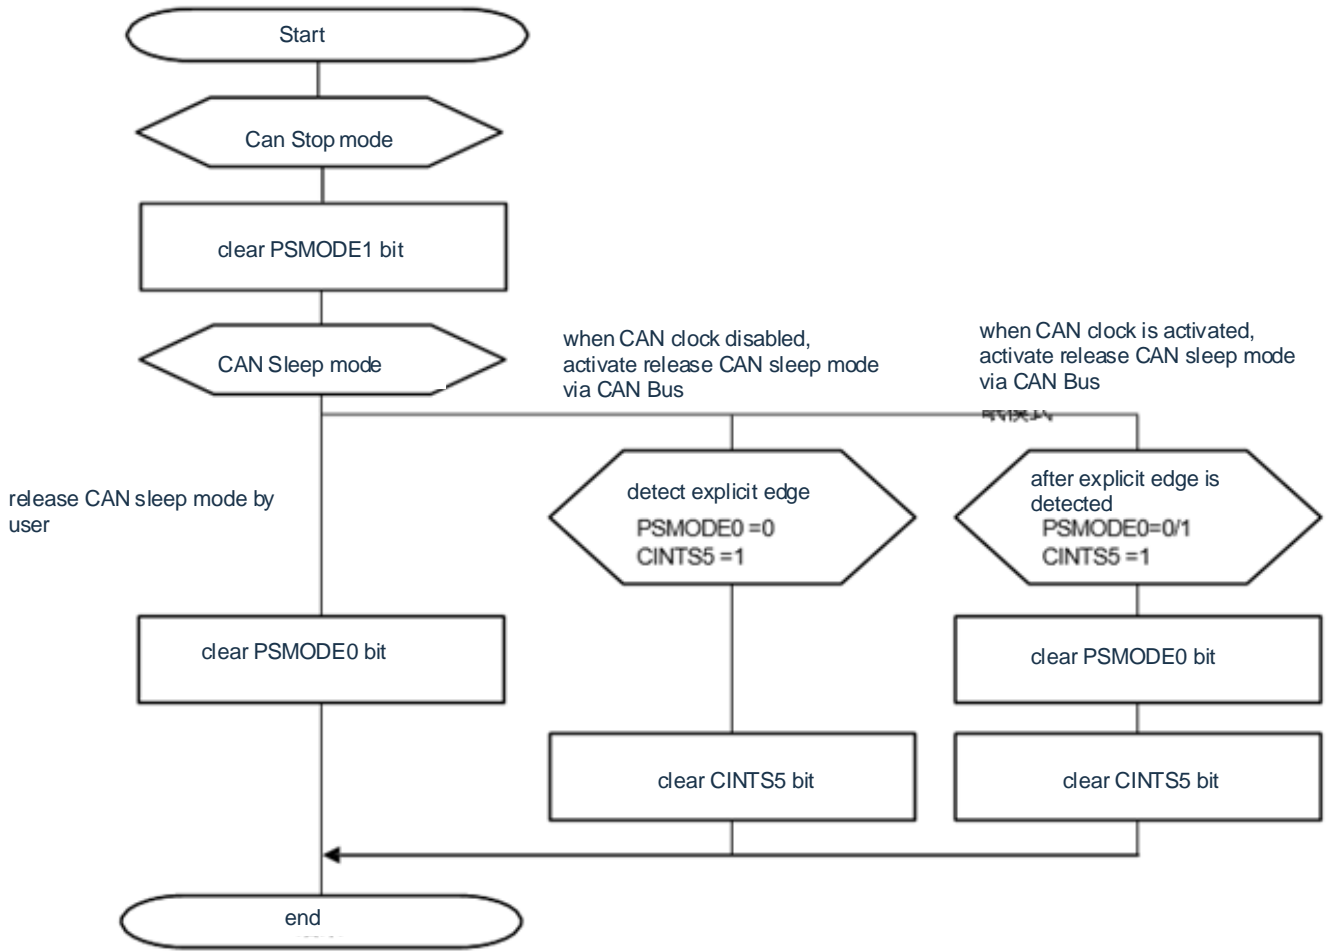 Start
Can Stop mode
clear PSMODE1 bit
CAN Sleep mode
when CAN clock disabled,
activate release CAN sleep mode
via CAN Bus
when CAN clock is activated,
activate release CAN sleep mode
via CAN Bus
release CAN sleep mode by
user
detect explicit edge
PSMODE0 =0
CINTS5 =1
after explicit edge is
detected
PSMODE0=0/1
CINTS5 =1
clear PSMODE0 bit
clear PSMODE0 bit
clear CINTS5 bit
clear CINTS5 bit
end